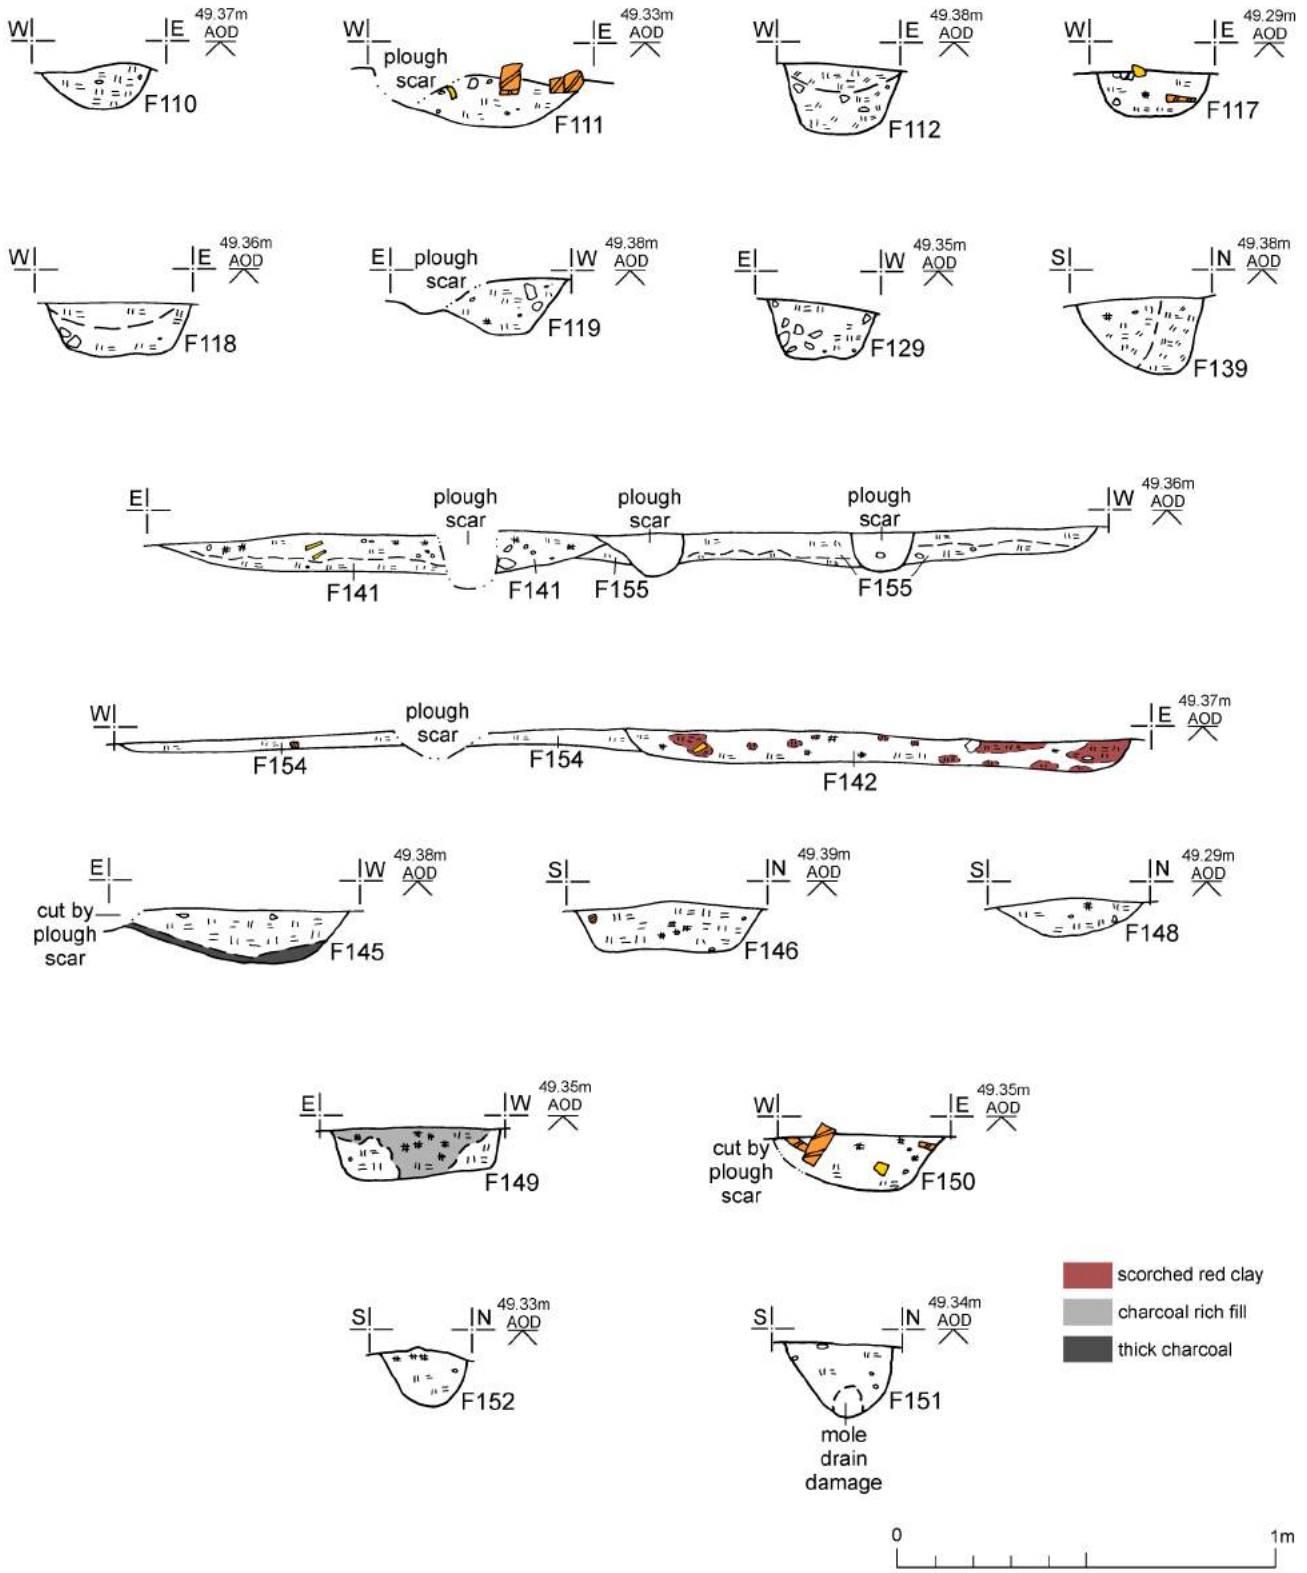 W E 49.37m
AOD
F110
W E 49.33m
AOD
plough
scar
F111
W E 49.38m
AOD
F112
W E 49.29m
AOD
F117
W E 49.36m
AOD
F118
E W 49.38m
AOD
plough
scar
F119
E W 49.35m
AOD
F129
S N 49.38m
AOD
F139
E W 49.36m
AOD
plough
scar
plough
scar
plough
scar
F141 F141 F155 F155
W E 49.37m
AOD
plough
scar
F154 F154 F142
E W 49.38m
AOD
cut by
plough
scar
F145
S N 49.39m
AOD
F146
S N 49.29m
AOD
F148
E W 49.35m
AOD
F149
W E 49.35m
AOD
cut by
plough
scar
F150
scorched red clay
charcoal rich fill
thick charcoal
S N 49.33m
AOD
F152
S N 49.34m
AOD
F151
mole
drain
damage
0 1m